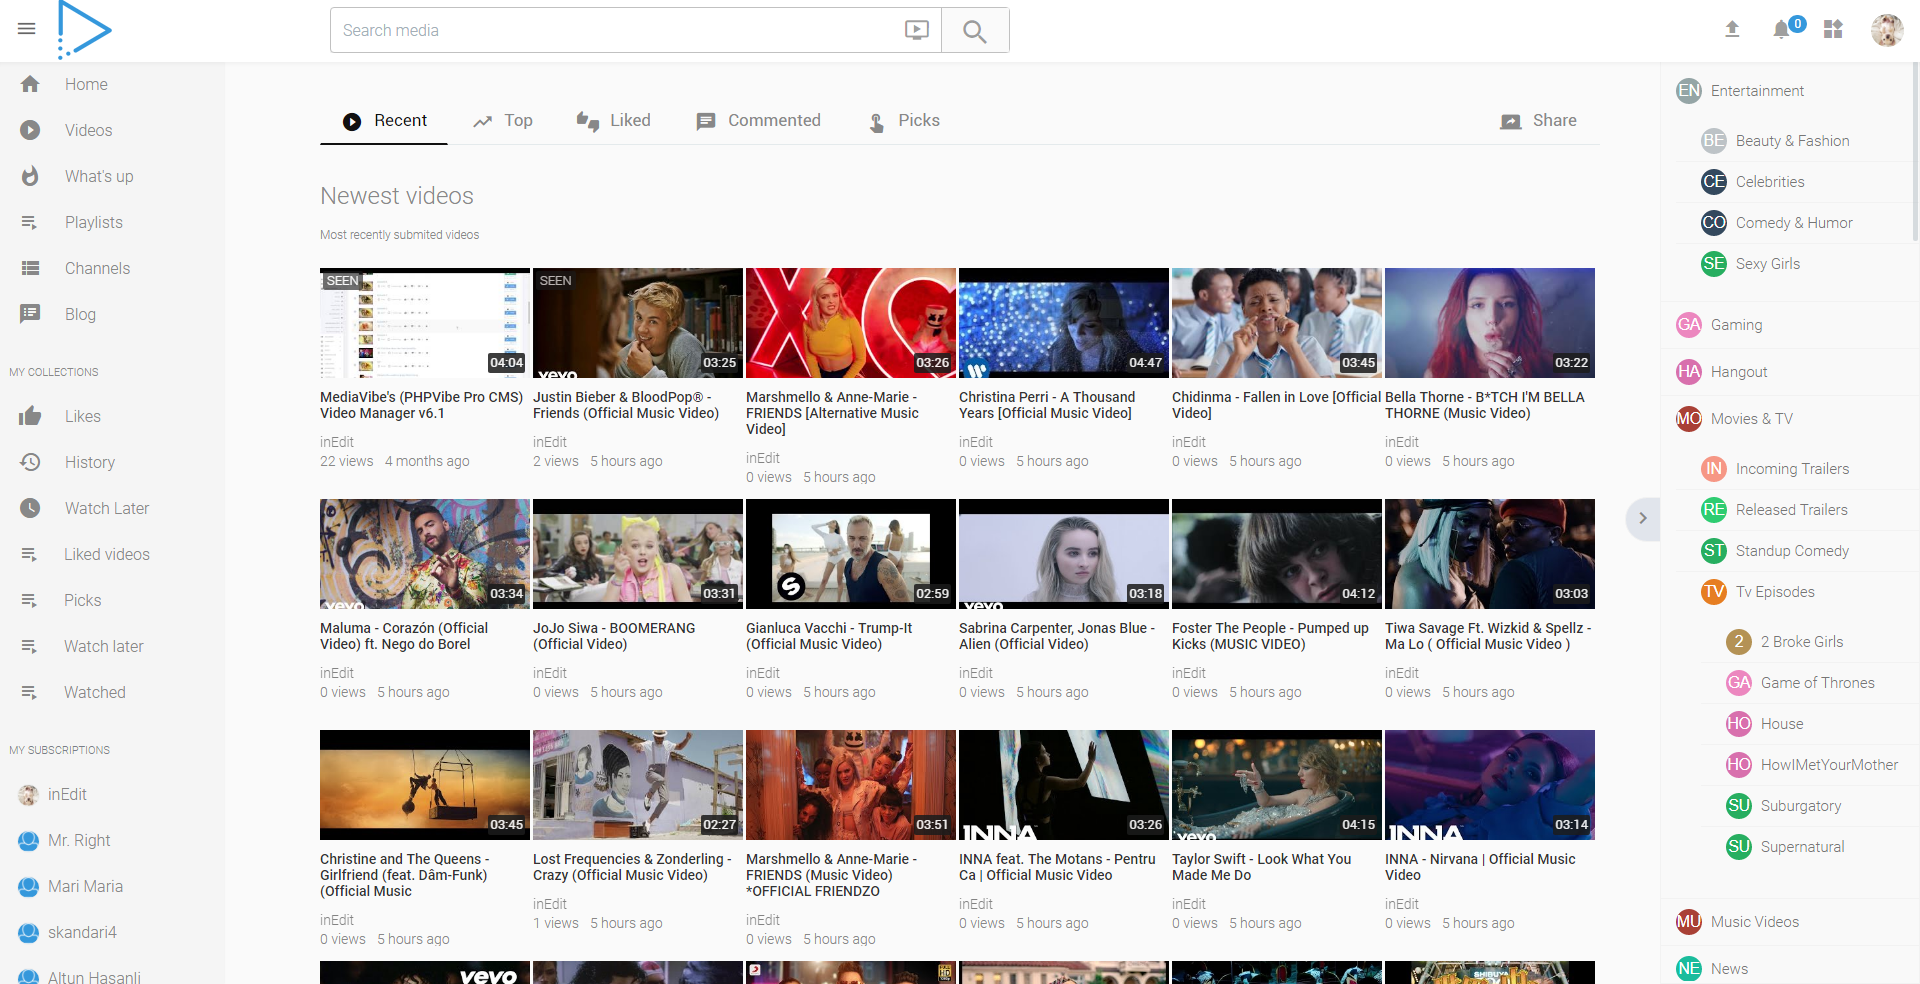 Search media
0
Home
Videos
What's up
Playlists
Channels
Blog
MY COLLECTIONS
Likes
History
Watch Later
Liked videos
Picks
Watch later
Watched
MY SUBSCRIPTIONS
inEdit
Mr. Right
Mari Maria
skandari4
Altun Hasanli
Recent
Top
Liked
Commented
Picks
Share
Newest videos
Most recently submited videos
SEEN
04:04
MediaVibe's (PHPVibe Pro CMS)
Video Manager v6.1
inEdit
22 views 4 months ago
SEEN
vevo
03:25
Justin Bieber & BloodPop® -
Friends (Official Music Video)
inEdit
2 views 5 hours ago
03:26
Marshmello & Anne-Marie -
FRIENDS [Alternative Music
Video]
inEdit
0 views 5 hours ago
04:47
Christina Perri - A Thousand
Years [Official Music Video]
inEdit
0 views 5 hours ago
03:45
Chidinma - Fallen in Love [Official
Video]
inEdit
0 views 5 hours ago
03:22
Bella Thorne - B*TCH I'M BELLA
THORNE (Music Video)
inEdit
0 views 5 hours ago
vevo
03:34
Maluma - Corazón (Official
Video) ft. Nego do Borel
inEdit
0 views 5 hours ago
03:31
JoJo Siwa - BOOMERANG
(Official Video)
inEdit
0 views 5 hours ago
02:59
Gianluca Vacchi - Trump-It
(Official Music Video)
inEdit
0 views 5 hours ago
vevo
03:18
Sabrina Carpenter, Jonas Blue -
Alien (Official Video)
inEdit
0 views 5 hours ago
04:12
Foster The People - Pumped up
Kicks (MUSIC VIDEO)
inEdit
0 views 5 hours ago
03:03
Tiwa Savage Ft. Wizkid & Spellz -
Ma Lo ( Official Music Video )
inEdit
0 views 5 hours ago
03:45
Christine and The Queens -
Girlfriend (feat. Dâm-Funk)
(Official Music
inEdit
0 views 5 hours ago
02:27
Lost Frequencies & Zonderling -
Crazy (Official Music Video)
inEdit
1 views 5 hours ago
03:51
Marshmello & Anne-Marie -
FRIENDS (Music Video)
*OFFICIAL FRIENDZO
inEdit
0 views 5 hours ago
INNA
03:26
INNA feat. The Motans - Pentru
Ca | Official Music Video
inEdit
0 views 5 hours ago
vevo
04:15
Taylor Swift - Look What You
Made Me Do
inEdit
0 views 5 hours ago
INNA
03:14
INNA - Nirvana | Official Music
Video
inEdit
0 views 5 hours ago
vevo
HD
SHIBUYA
EN Entertainment
BE Beauty & Fashion
CE Celebrities
CO Comedy & Humor
SE Sexy Girls
GA Gaming
HA Hangout
MO Movies & TV
IN Incoming Trailers
RE Released Trailers
ST Standup Comedy
TV Tv Episodes
2 2 Broke Girls
GA Game of Thrones
HO House
HO HowIMetYourMother
SU Suburgatory
SU Supernatural
MU Music Videos
NE News